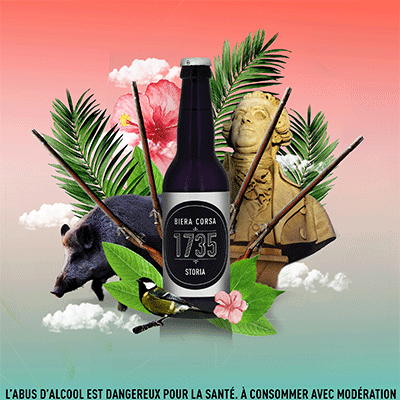 BIERA CORSA
1735
STORIA
L'ABUS D'ALCOOL EST DANGEREUX POUR LA SANTÉ. À CONSOMMER AVEC MODÉRATION